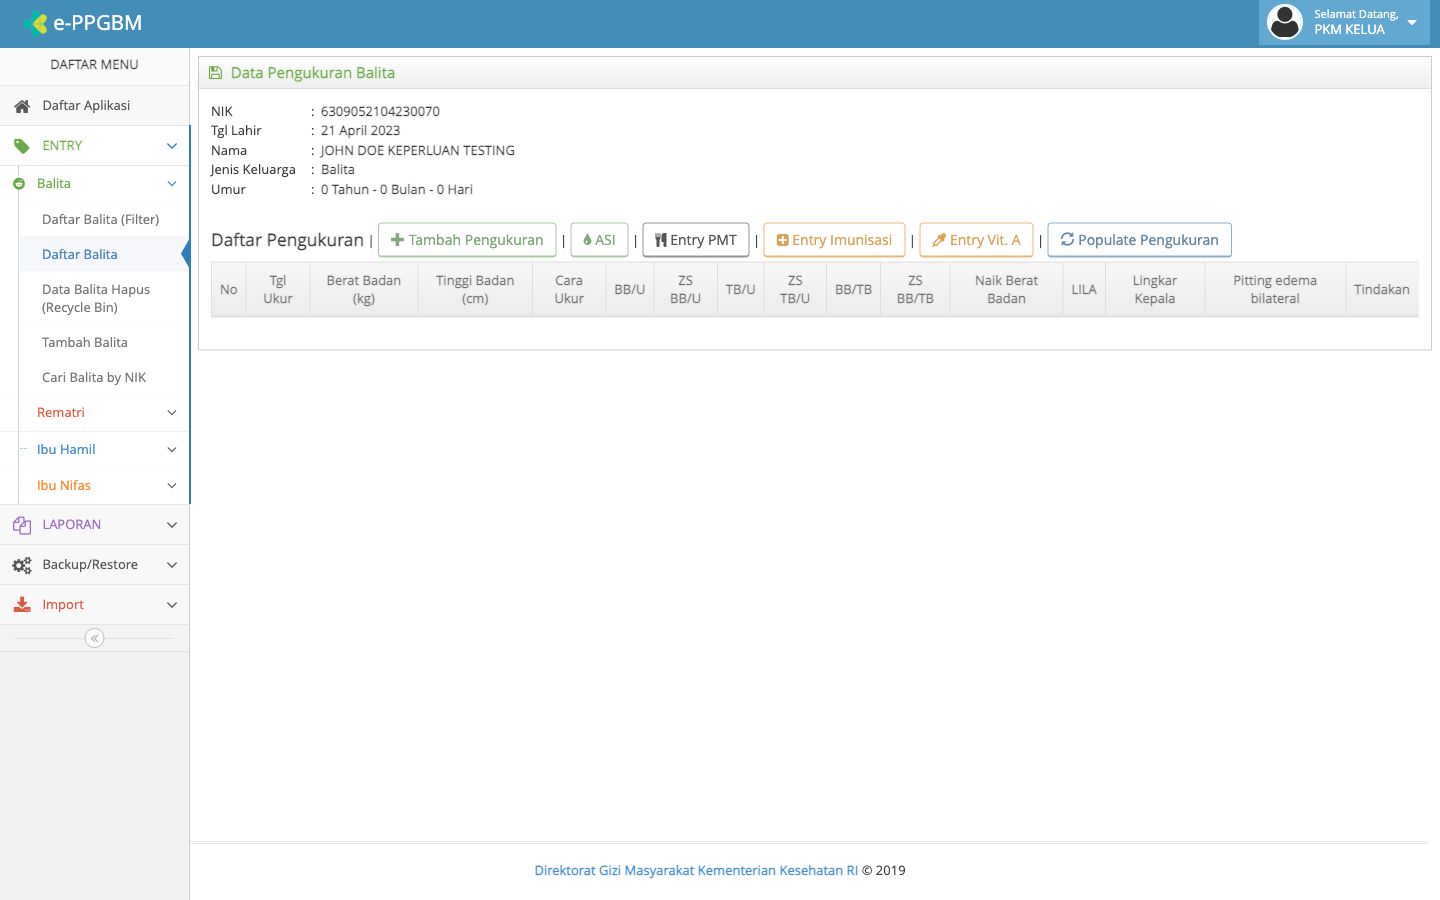 e-PPGBM
Selamat Datang,
PKM KELUA
DAFTAR MENU
Daftar Aplikasi
ENTRY
Balita
Daftar Balita (Filter)
Daftar Balita
Data Balita Hapus
(Recycle Bin)
Tambah Balita
Cari Balita by NIK
Rematri
Ibu Hamil
Ibu Nifas
LAPORAN
Backup/Restore
Import
Data Pengukuran Balita
NIK : 6309052104230070
Tgl Lahir : 21 April 2023
Nama : JOHN DOE KEPERLUAN TESTING
Jenis Keluarga : Balita
Umur : 0 Tahun - 0 Bulan - 0 Hari
Daftar Pengukuran | Tambah Pengukuran | ASI | Entry PMT | Entry Imunisasi | Entry Vit. A | Populate Pengukuran
No
Tgl
Ukur
Berat Badan
(kg)
Tinggi Badan
(cm)
Cara
Ukur
BB/U
ZS
BB/U
TB/U
ZS
TB/U
BB/TB
ZS
BB/TB
Naik Berat
Badan
LILA
Lingkar
Kepala
Pitting edema
bilateral
Tindakan
Direktorat Gizi Masyarakat Kementerian Kesehatan RI © 2019